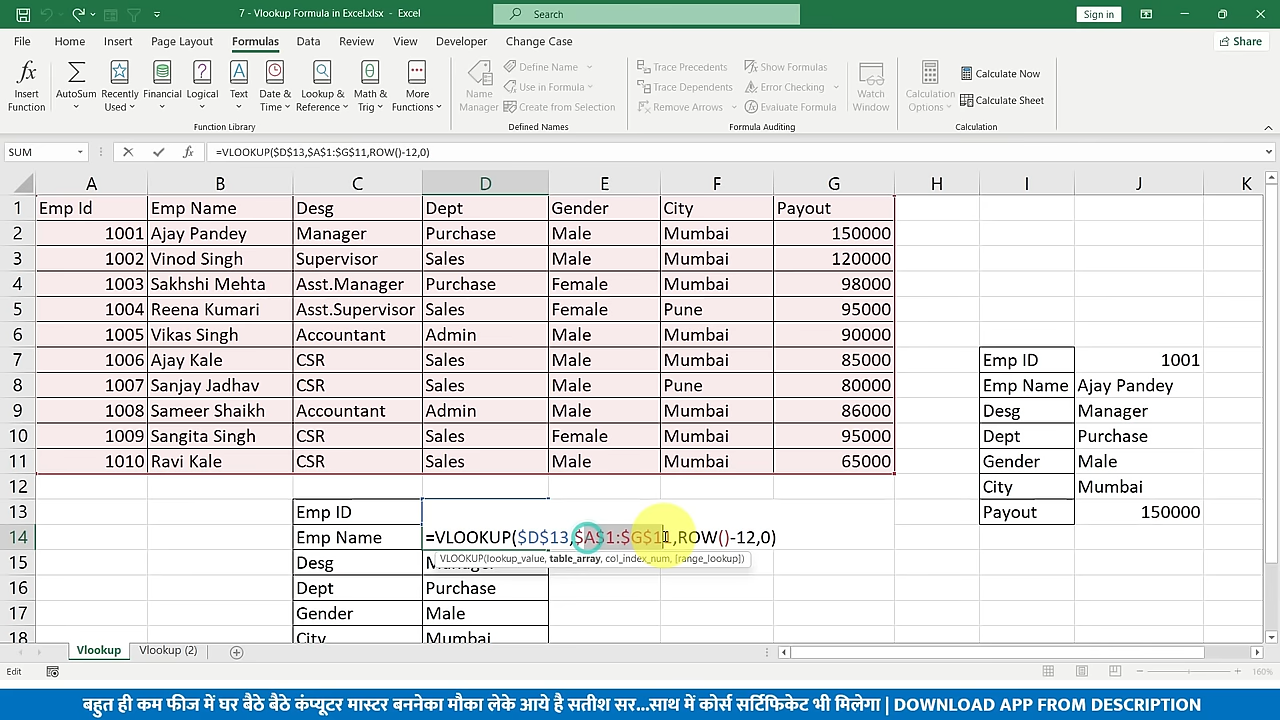 7 - Vlookup Formula in Excel.xlsx - Excel
Search
Sign in
File Home Insert Page Layout Formulas Data Review View Developer Change Case
Share
Insert Function
AutoSum
Recently Used
Financial
Logical
Text
Date & Time
Lookup & Reference
Math & Trig
More Functions
Function Library
Name Manager
Define Name
Use in Formula
Create from Selection
Defined Names
Trace Precedents
Trace Dependents
Remove Arrows
Show Formulas
Error Checking
Evaluate Formula
Formula Auditing
Watch Window
Calculation Options
Calculate Now
Calculate Sheet
Calculation
SUM
fx
=VLOOKUP($D$13,$A$1:$G$11,ROW()-12,0)
A B C D E F G H I J K
1 Emp Id Emp Name Desg Dept Gender City Payout
2 1001 Ajay Pandey Manager Purchase Male Mumbai 150000
3 1002 Vinod Singh Supervisor Sales Male Mumbai 120000
4 1003 Sakhshi Mehta Asst.Manager Purchase Female Mumbai 98000
5 1004 Reena Kumari Asst.Supervisor Sales Female Pune 95000
6 1005 Vikas Singh Accountant Admin Male Mumbai 90000
7 1006 Ajay Kale CSR Sales Male Mumbai 85000 Emp ID 1001
8 1007 Sanjay Jadhav CSR Sales Male Pune 80000 Emp Name Ajay Pandey
9 1008 Sameer Shaikh Accountant Admin Male Mumbai 86000 Desg Manager
10 1009 Sangita Singh CSR Sales Female Mumbai 95000 Dept Purchase
11 1010 Ravi Kale CSR Sales Male Mumbai 65000 Gender Male
12 City Mumbai
13 Emp ID Payout 150000
14 Emp Name =VLOOKUP($D$13,$A$1:$G$11,ROW()-12,0)
VLOOKUP(lookup_value, table_array, col_index_num, [range_lookup])
15 Desg Manager
16 Dept Purchase
17 Gender Male
18 City Mumbai
Vlookup Vlookup (2)
Edit
160%
बहुत ही कम फीज में घर बैठे बैठे कंप्यूटर मास्टर बननेका मौका लेके आये है सतीश सर...साथ में कोर्स सर्टिफिकेट भी मिलेगा | DOWNLOAD APP FROM DESCRIPTION